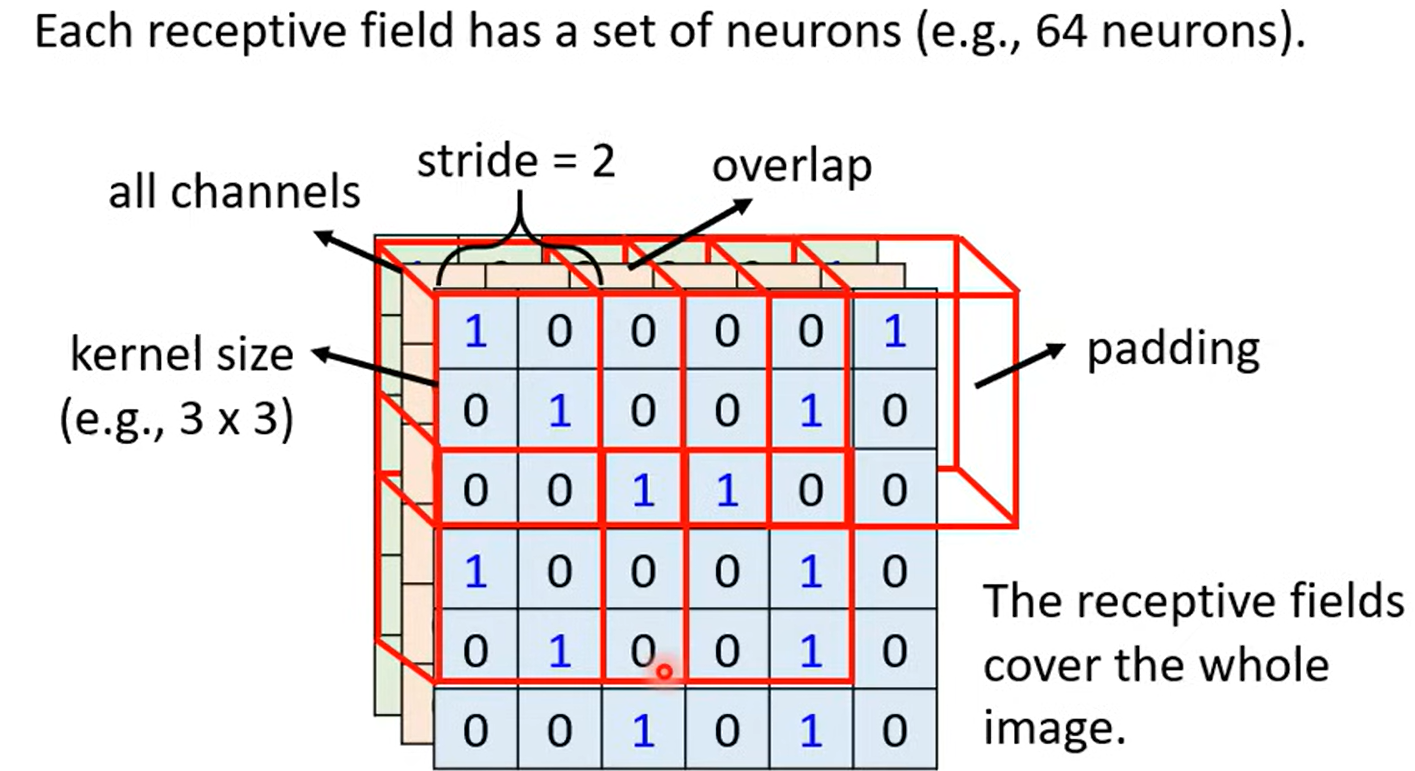 Each receptive field has a set of neurons (e.g., 64 neurons).
stride = 2
overlap
all channels
kernel size
(e.g., 3 x 3)
padding
1 0 0 0 0 1
0 1 0 0 1 0
0 0 1 1 0 0
1 0 0 0 1 0
0 1 0 0 1 0
0 0 1 0 1 0
The receptive fields
cover the whole
image.